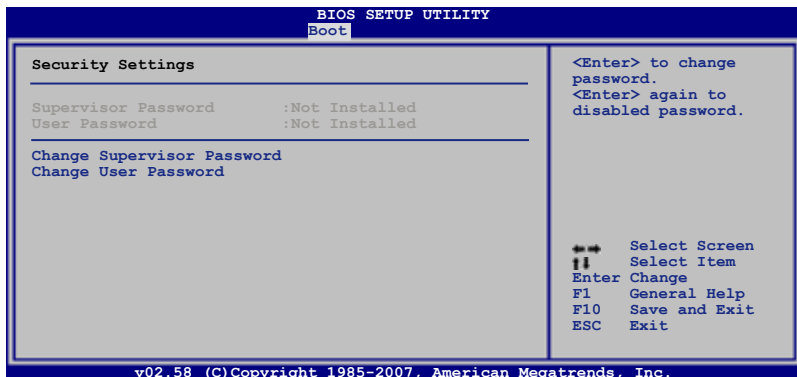 BIOS SETUP UTILITY
Boot
Security Settings
Supervisor Password :Not Installed
User Password :Not Installed
Change Supervisor Password
Change User Password
<Enter> to change
password.
<Enter> again to
disabled password.
Select Screen
Select Item
Enter Change
F1 General Help
F10 Save and Exit
ESC Exit
v02.58 (C)Copyright 1985-2007, American Megatrends, Inc.